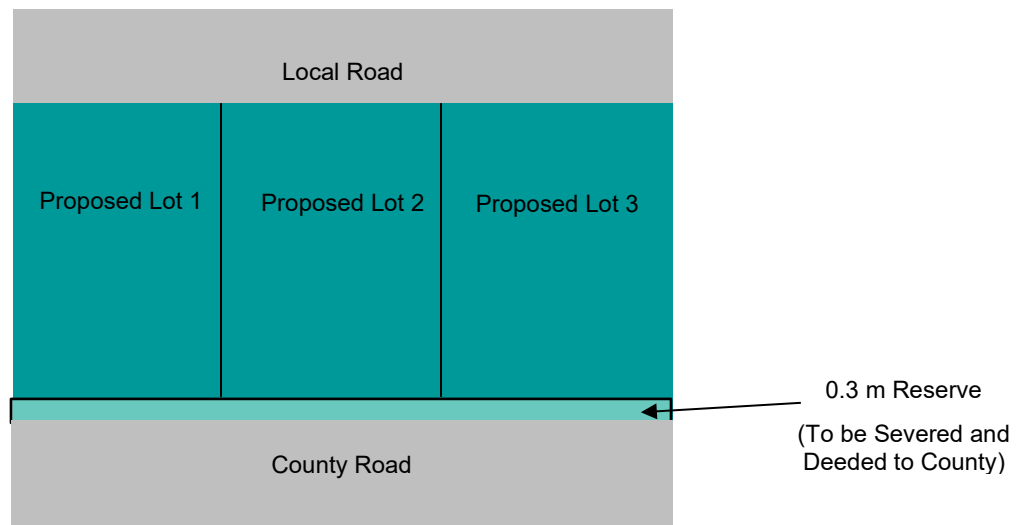 Local Road
Proposed Lot 1
Proposed Lot 2
Proposed Lot 3
0.3 m Reserve
(To be Severed and
Deeded to County)
County Road